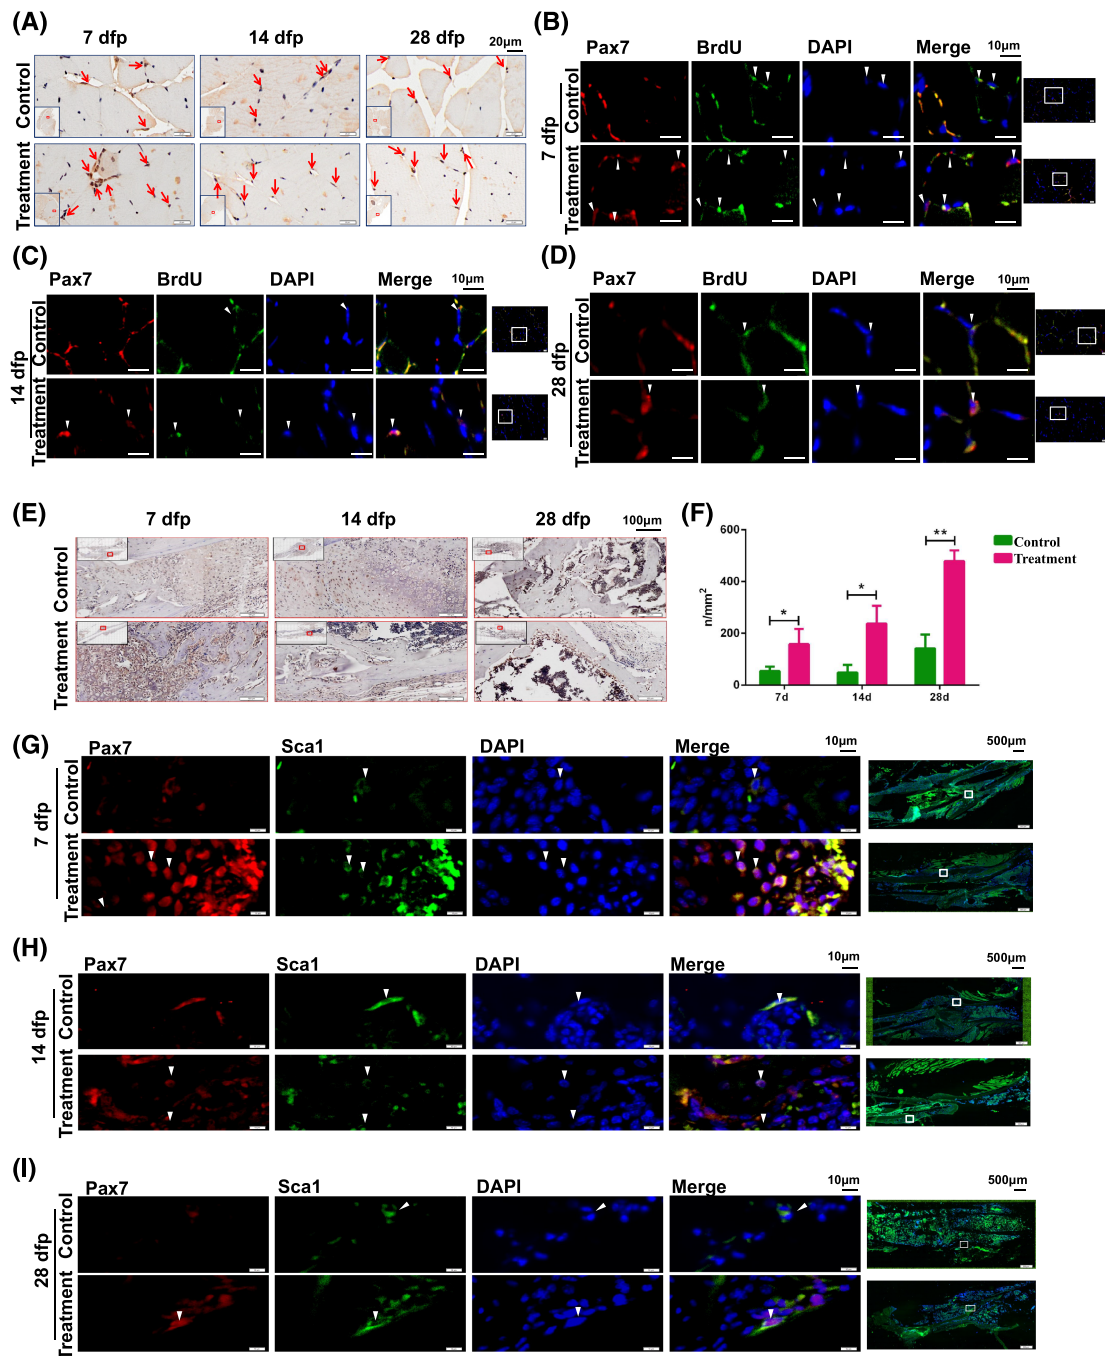 (A)
7 dfp 14 dfp 28 dfp 20μm
Control
Treatment
(B)
Pax7 BrdU DAPI Merge 10μm
7 dfp
Control
Treatment
(C)
Pax7 BrdU DAPI Merge 10μm
14 dfp
Control
Treatment
(D)
Pax7 BrdU DAPI Merge 10μm
28 dfp
Control
Treatment
(E)
7 dfp 14 dfp 28 dfp 100μm
Control
Treatment
(F)
n/mm²
600
400
200
0
* * **
7d 14d 28d
Control
Treatment
(G)
Pax7 Sca1 DAPI Merge 10μm 500μm
7 dfp
Control
Treatment
(H)
Pax7 Sca1 DAPI Merge 10μm 500μm
14 dfp
Control
Treatment
(I)
Pax7 Sca1 DAPI Merge 10μm 500μm
28 dfp
Control
Treatment